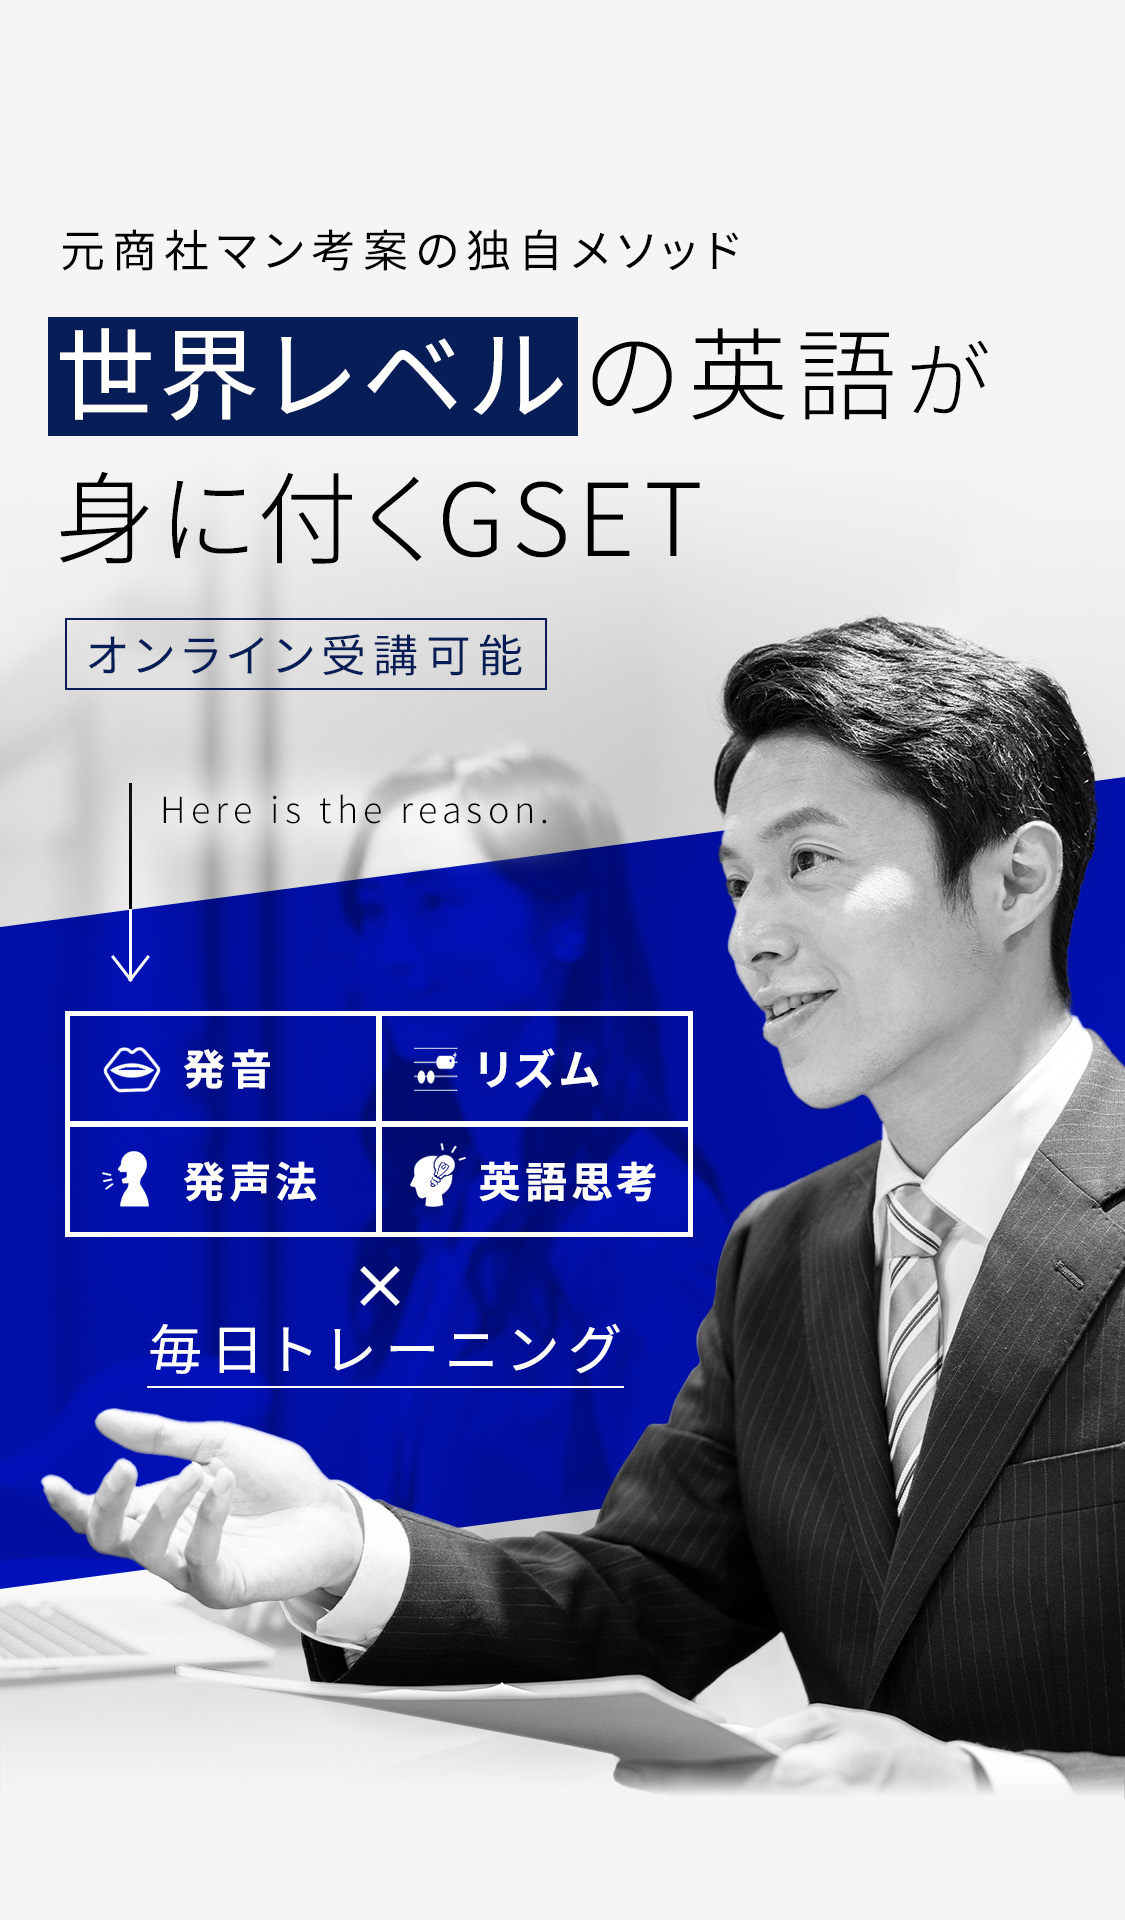 元商社マン考案の独自メソッド
世界レベルの英語が
身に付くGSET
オンライン受講可能
Here is the reason.
発音
リズム
発声法
英語思考
×
毎日トレーニング